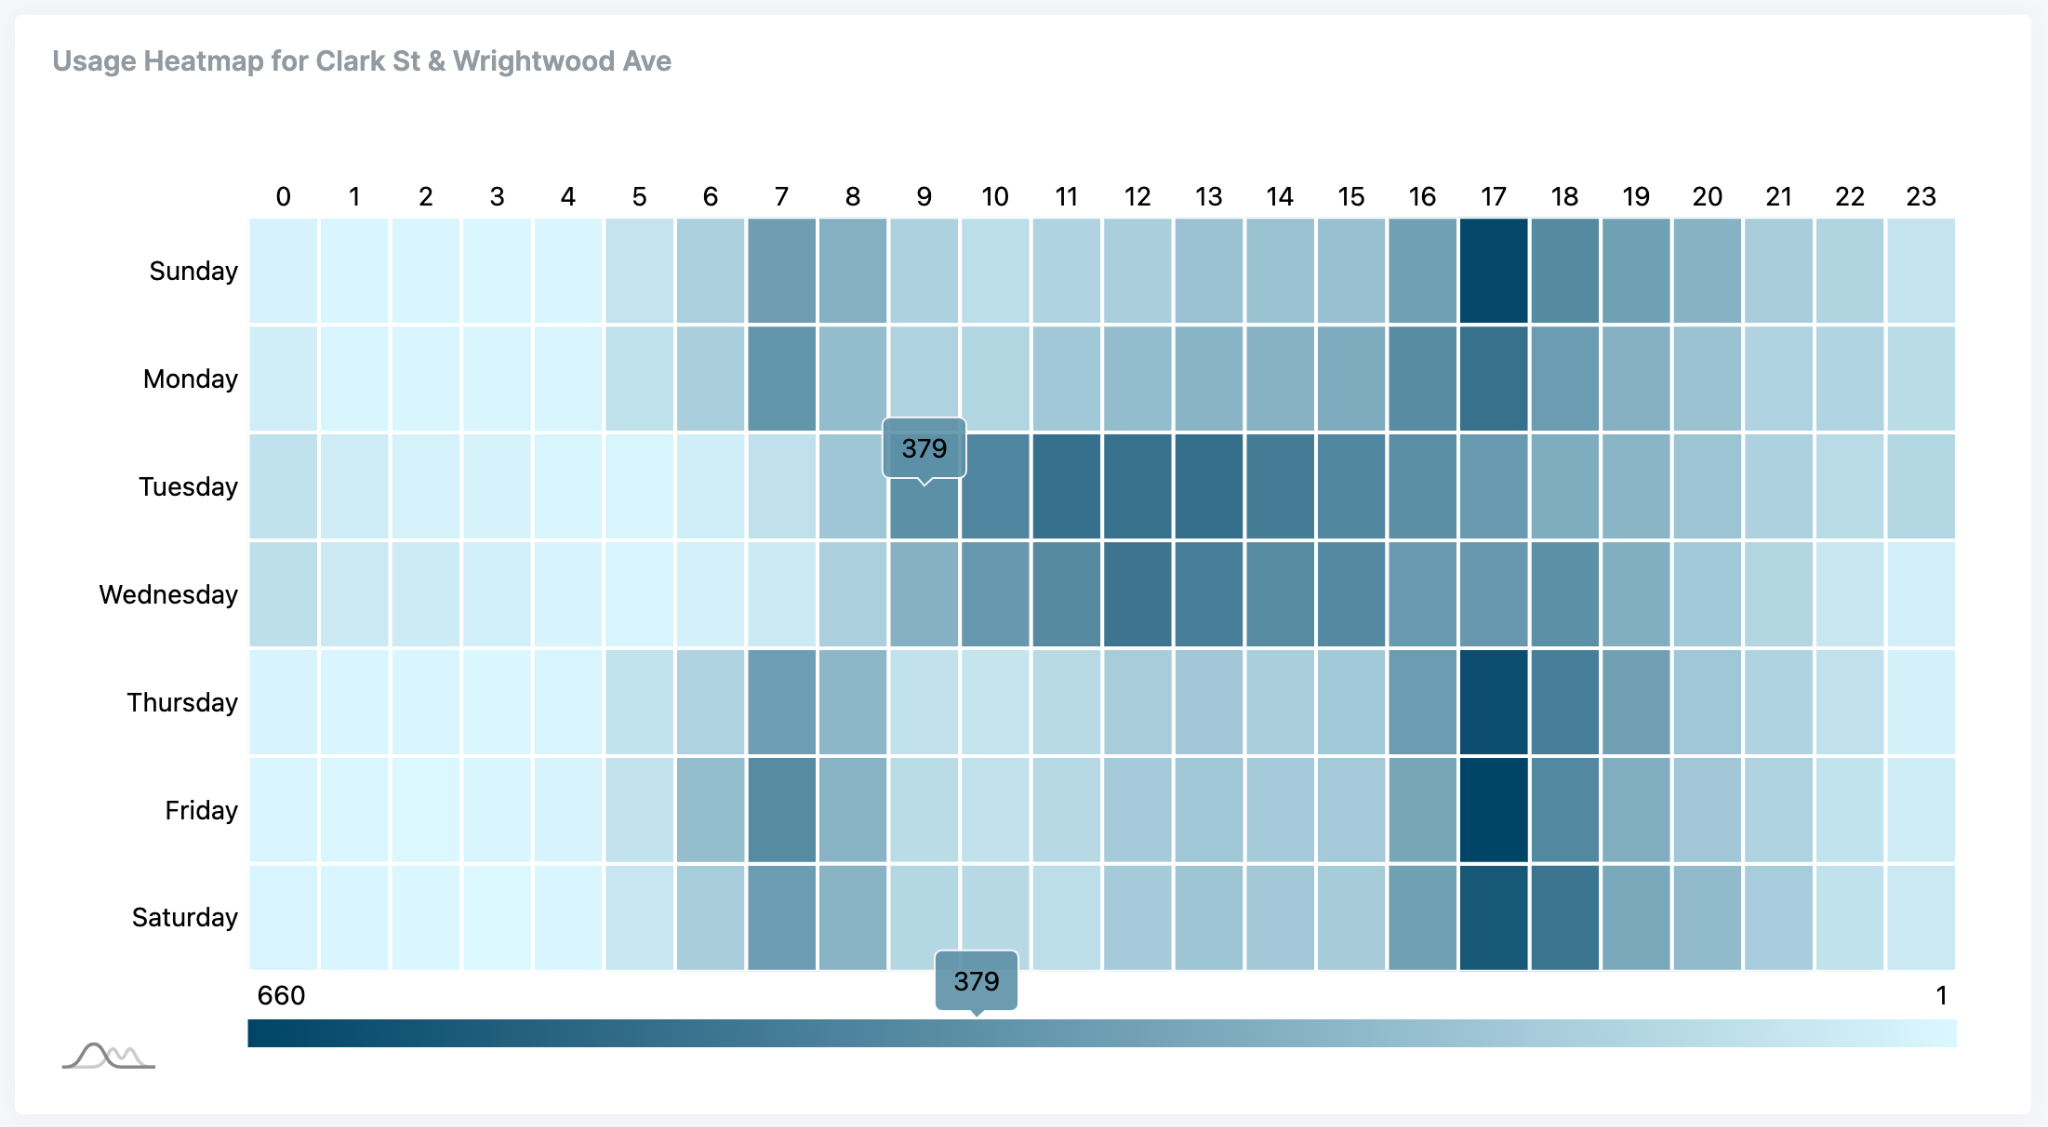 Usage Heatmap for Clark St & Wrightwood Ave
0 1 2 3 4 5 6 7 8 9 10 11 12 13 14 15 16 17 18 19 20 21 22 23
Sunday
Monday
379
Tuesday
Wednesday
Thursday
Friday
Saturday
379
660 1